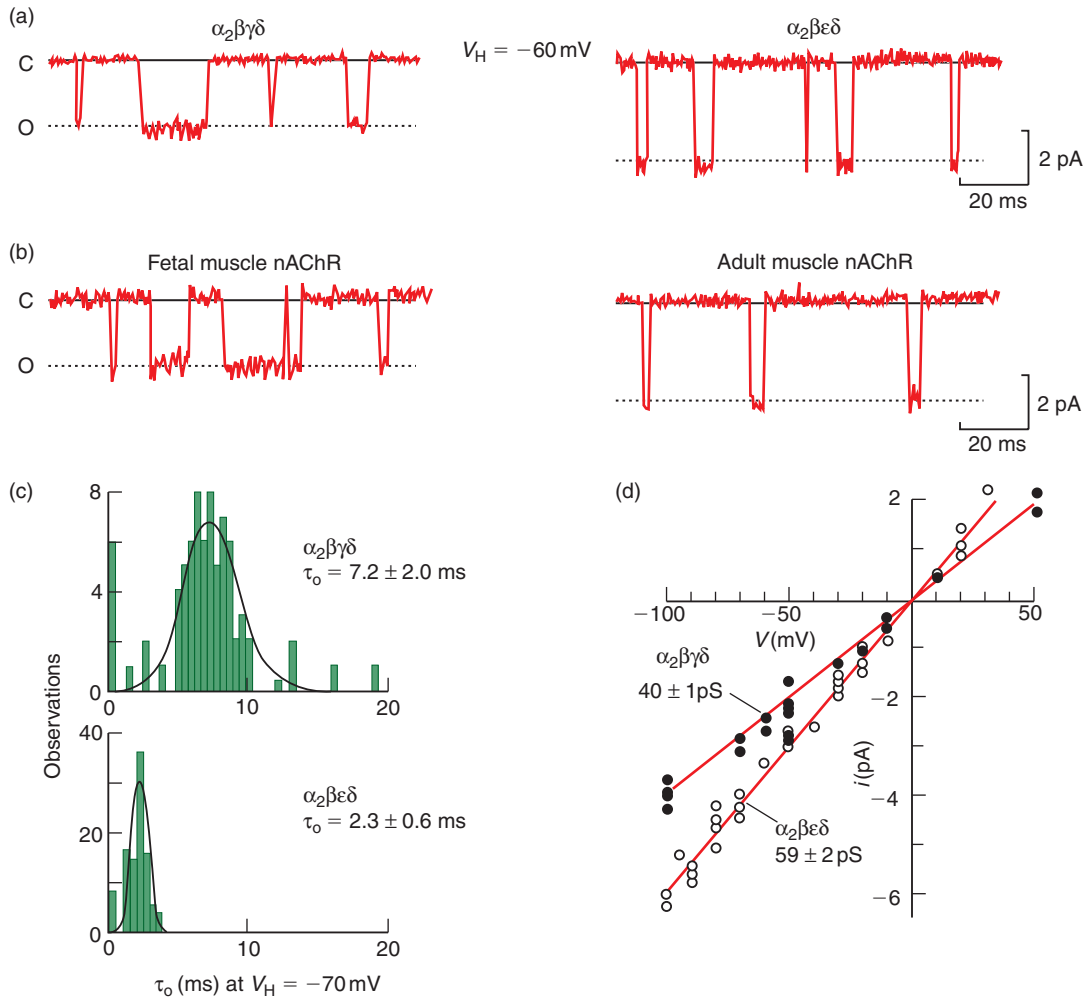 (a)
α₂βγδ
V_H = −60 mV
α₂βεδ
C
O
2 pA
20 ms
(b)
Fetal muscle nAChR
Adult muscle nAChR
C
O
2 pA
20 ms
(c)
8
4
0
α₂βγδ
τₒ = 7.2 ± 2.0 ms
0
10
20
Observations
40
20
0
α₂βεδ
τₒ = 2.3 ± 0.6 ms
0
10
20
τₒ (ms) at V_H = −70 mV
(d)
2
−100
−50
50
V (mV)
α₂βγδ
40 ± 1pS
−2
i (pA)
−4
α₂βεδ
59 ± 2 pS
−6